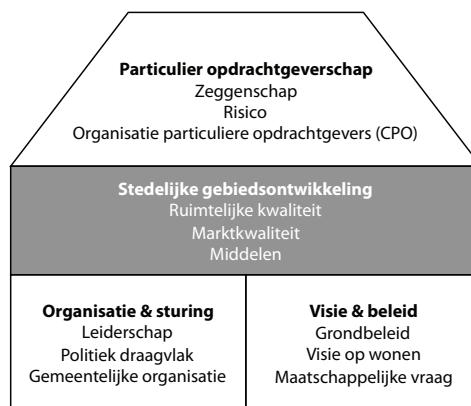 Particulier opdrachtgeverschap
Zeggenschap
Risico
Organisatie particuliere opdrachtgevers (CPO)
Stedelijke gebiedsontwikkeling
Ruimtelijke kwaliteit
Marktkwaliteit
Middelen
Organisatie & sturing
Leiderschap
Politiek draagvlak
Gemeentelijke organisatie
Visie & beleid
Grondbeleid
Visie op wonen
Maatschappelijke vraag